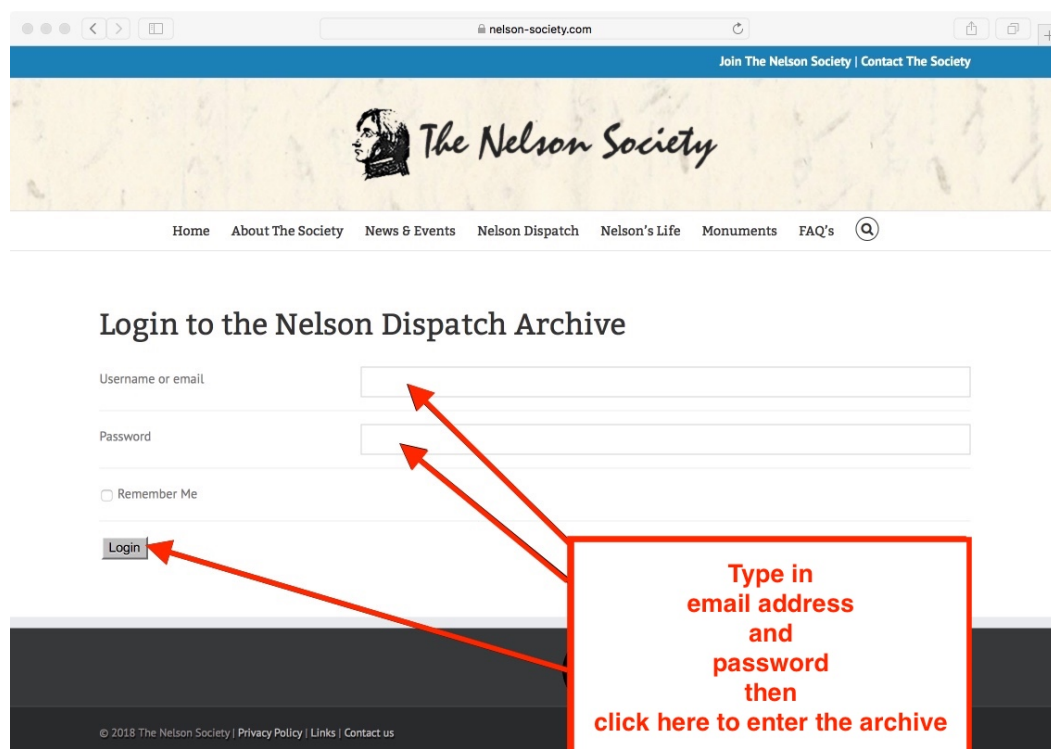 nelson-society.com
Join The Nelson Society | Contact The Society
The Nelson Society
Home About The Society News & Events Nelson Dispatch Nelson's Life Monuments FAQ's
Login to the Nelson Dispatch Archive
Username or email
Password
Remember Me
Login
Type in
email address
and
password
then
click here to enter the archive
© 2018 The Nelson Society | Privacy Policy | Links | Contact us